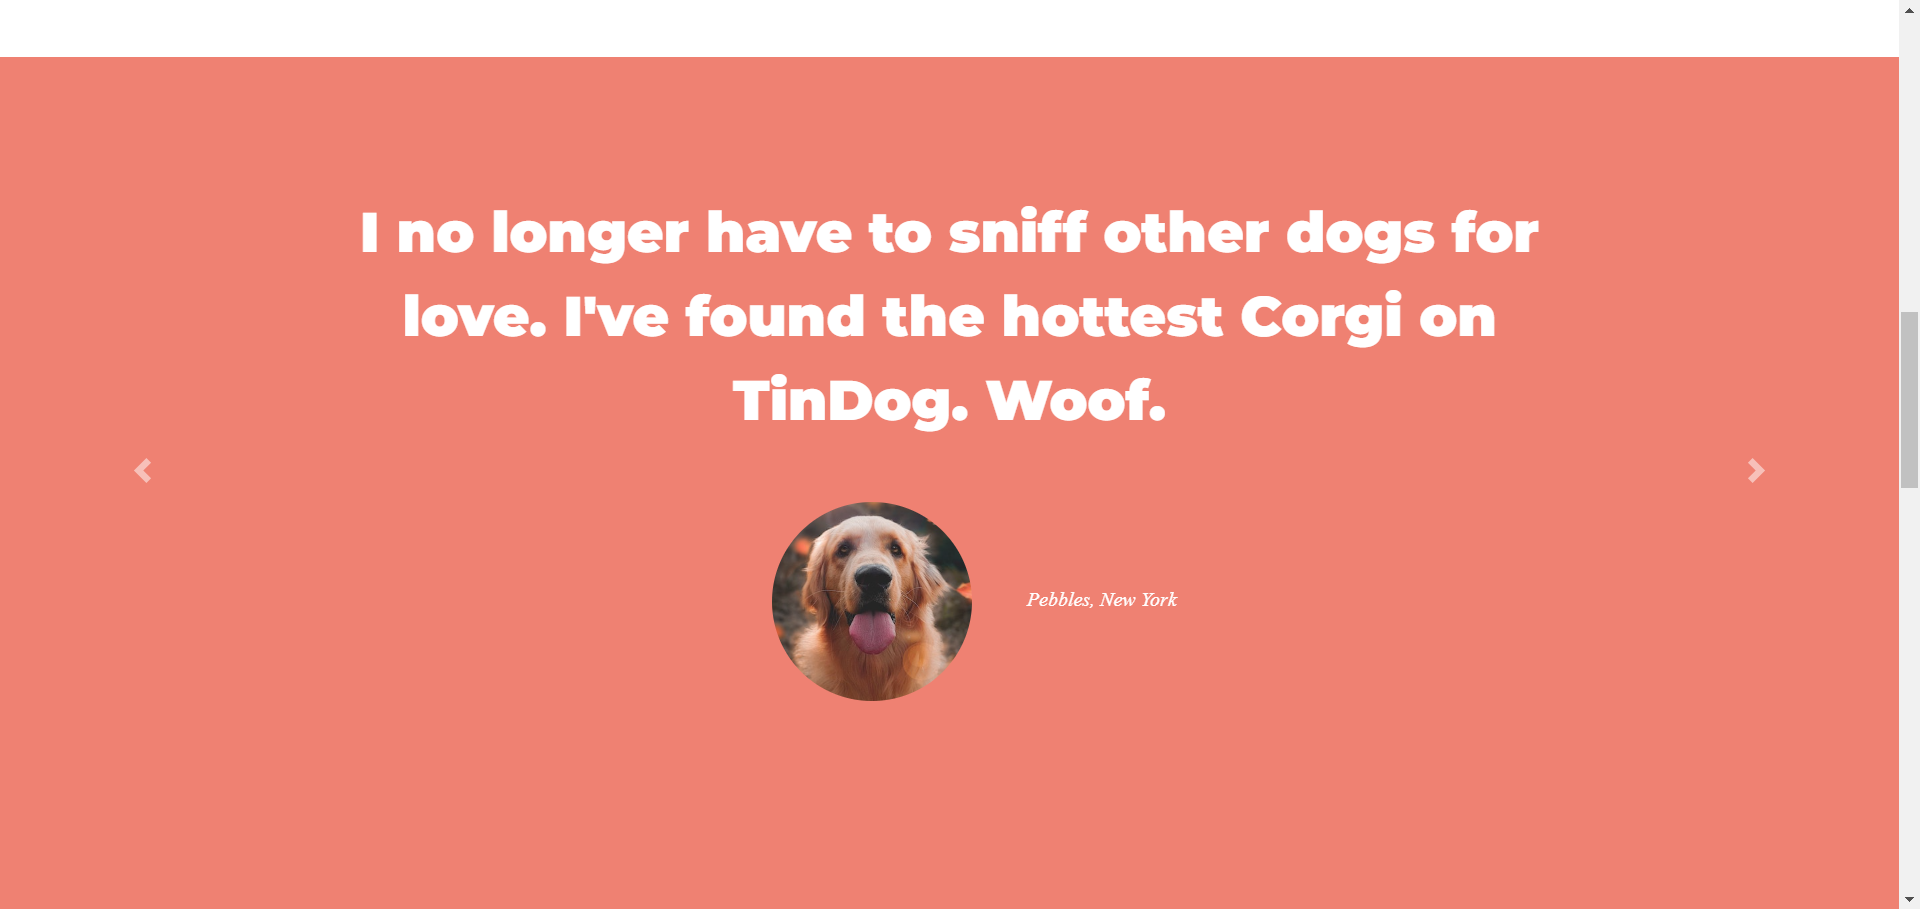 I no longer have to sniff other dogs for
love. I've found the hottest Corgi on
TinDog. Woof.
Pebbles, New York